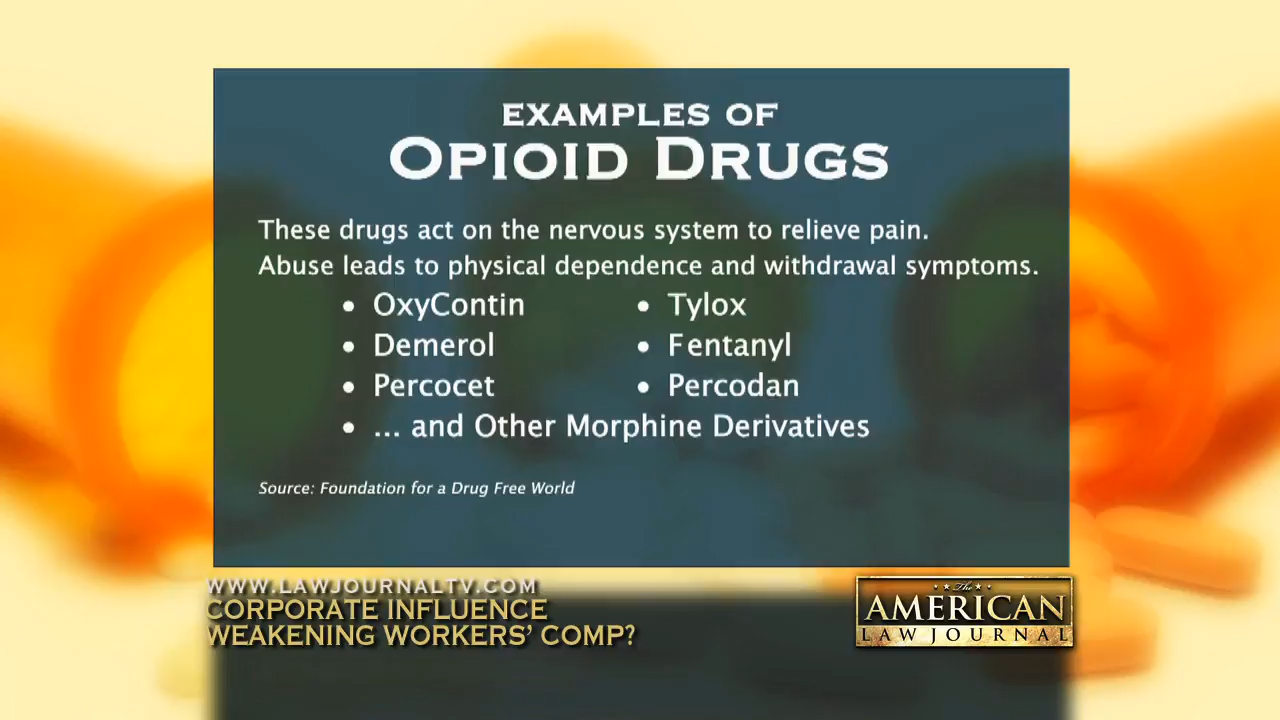 EXAMPLES OF
OPIOID DRUGS
These drugs act on the nervous system to relieve pain.
Abuse leads to physical dependence and withdrawal symptoms.
• OxyContin
• Demerol
• Percocet
• Tylox
• Fentanyl
• Percodan
• ... and Other Morphine Derivatives
Source: Foundation for a Drug Free World
WWW.LAWJOURNALTV.COM
CORPORATE INFLUENCE
WEAKENING WORKERS' COMP?
The
AMERICAN
LAW JOURNAL